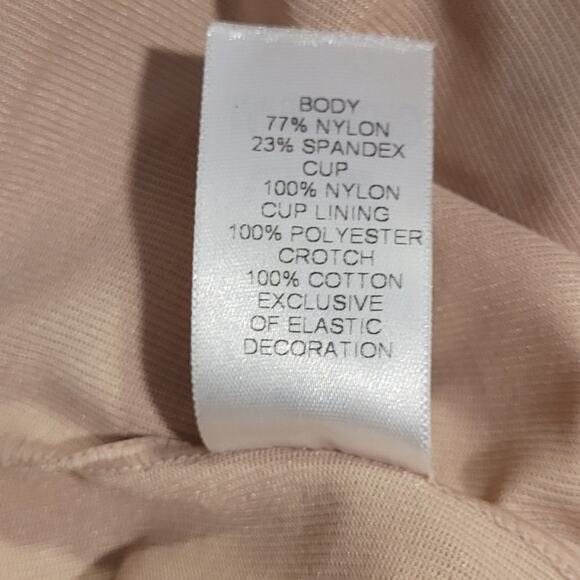 BODY
77% NYLON
23% SPANDEX
CUP
100% NYLON
CUP LINING
100% POLYESTER
CROTCH
100% COTTON
EXCLUSIVE
OF ELASTIC
DECORATION